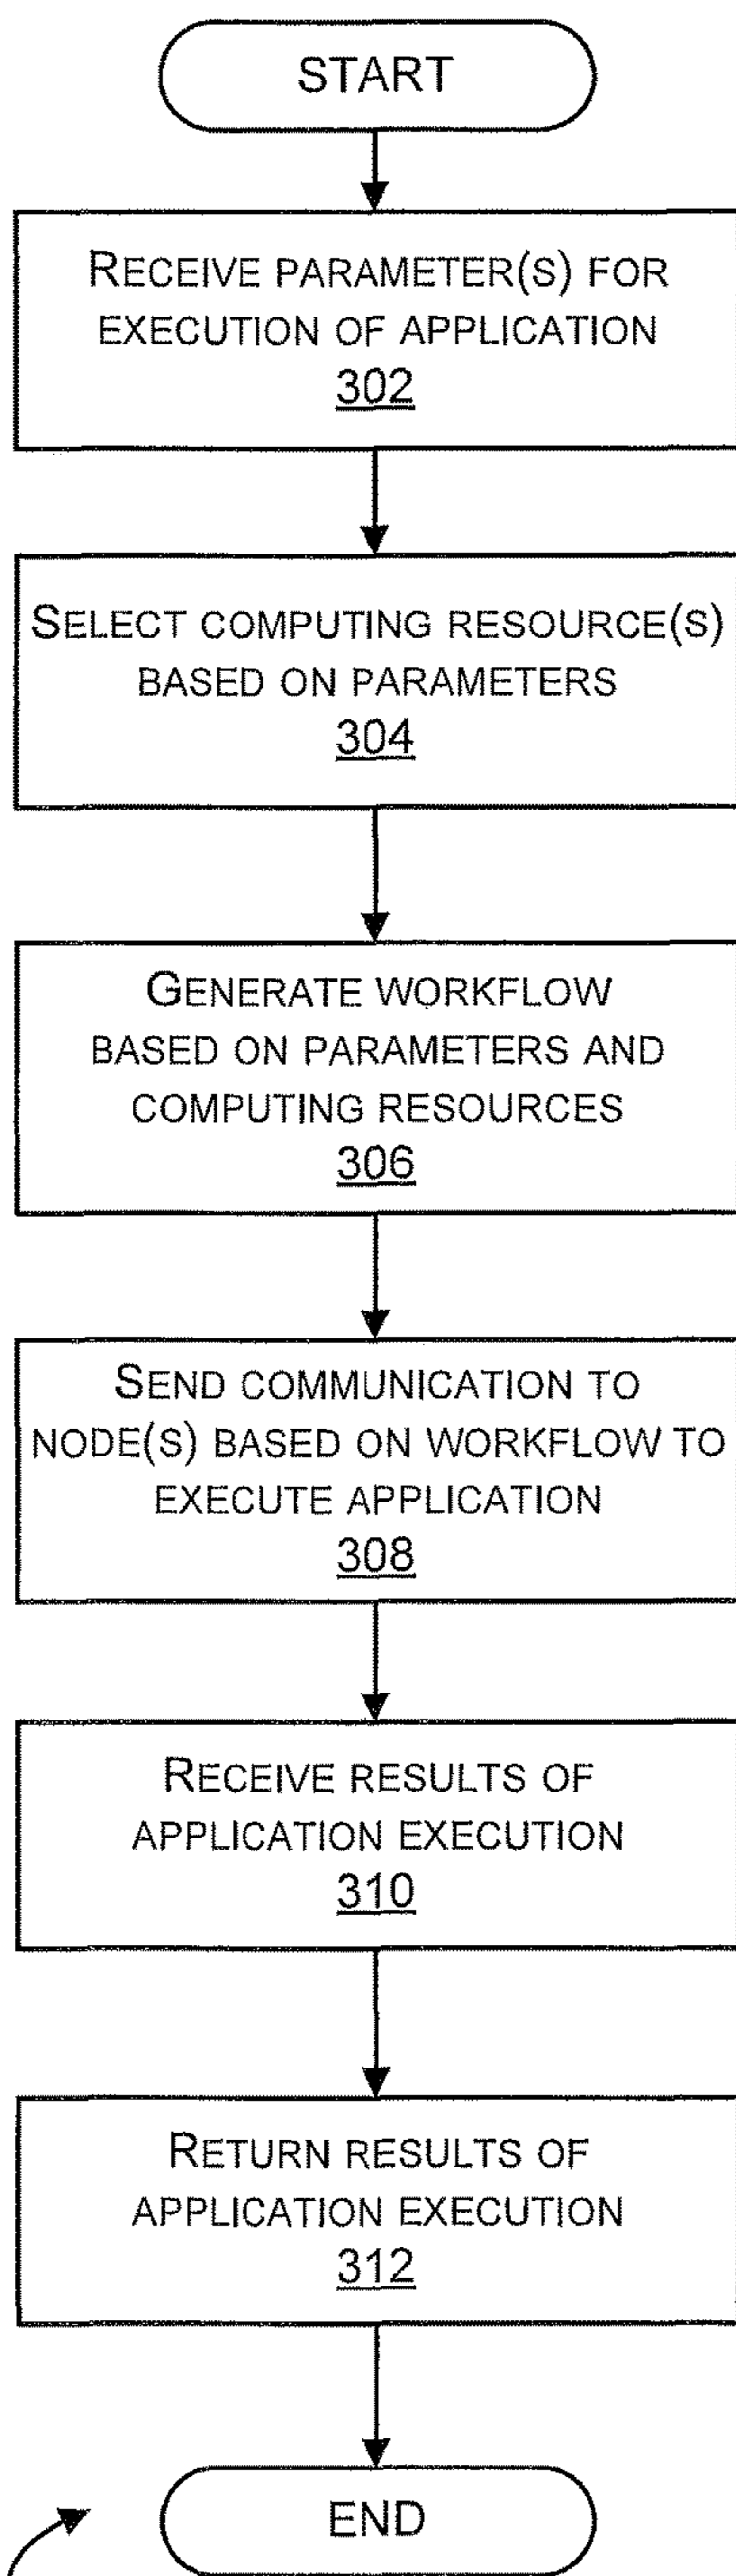 START
RECEIVE PARAMETER(S) FOR
EXECUTION OF APPLICATION
302
SELECT COMPUTING RESOURCE(S)
BASED ON PARAMETERS
304
GENERATE WORKFLOW
BASED ON PARAMETERS AND
COMPUTING RESOURCES
306
SEND COMMUNICATION TO
NODE(S) BASED ON WORKFLOW TO
EXECUTE APPLICATION
308
RECEIVE RESULTS OF
APPLICATION EXECUTION
310
RETURN RESULTS OF
APPLICATION EXECUTION
312
END